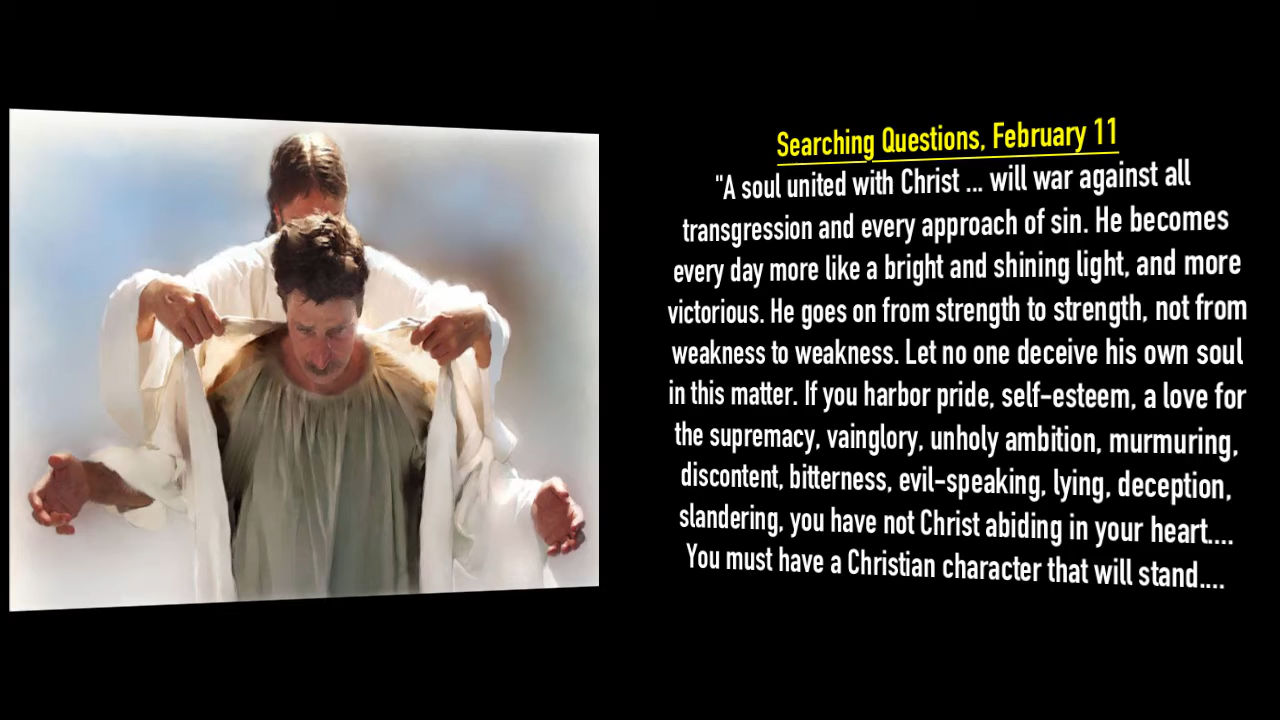 Searching Questions, February 11
"A soul united with Christ ... will war against all
transgression and every approach of sin. He becomes
every day more like a bright and shining light, and more
victorious. He goes on from strength to strength, not from
weakness to weakness. Let no one deceive his own soul
in this matter. If you harbor pride, self-esteem, a love for
the supremacy, vainglory, unholy ambition, murmuring,
discontent, bitterness, evil-speaking, lying, deception,
slandering, you have not Christ abiding in your heart....
You must have a Christian character that will stand....